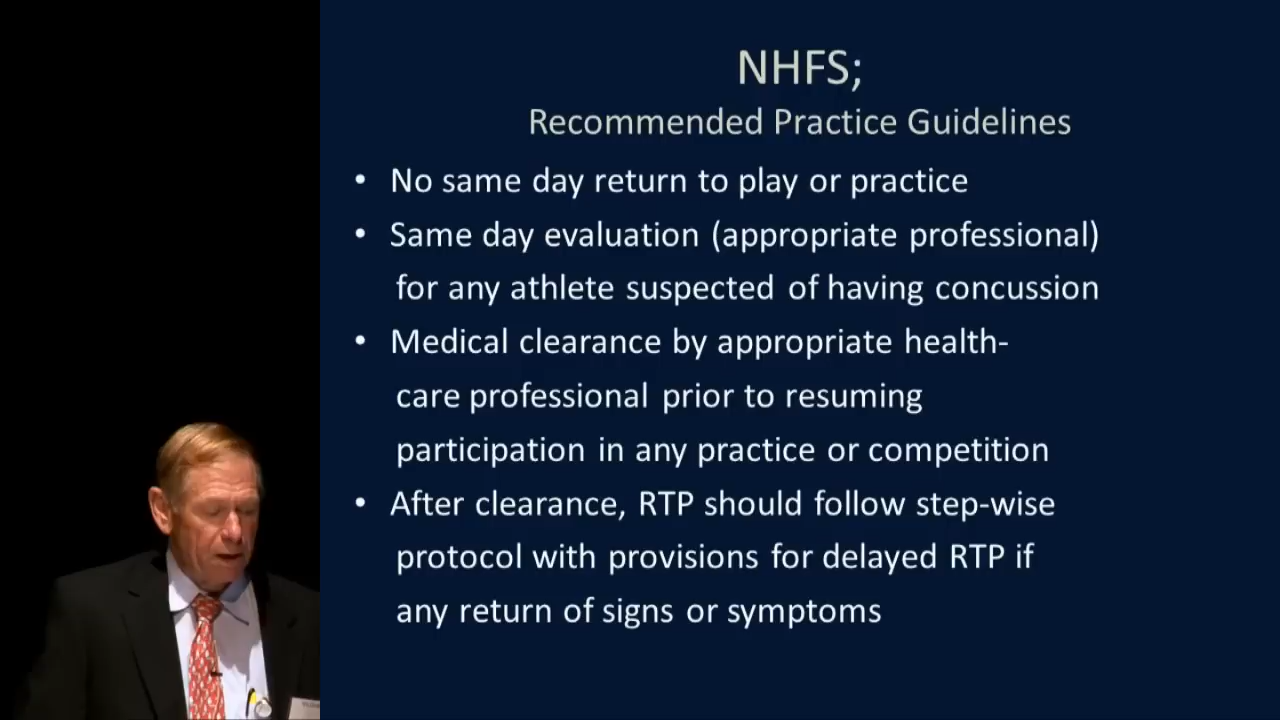 NHFS;
Recommended Practice Guidelines
• No same day return to play or practice
• Same day evaluation (appropriate professional)
for any athlete suspected of having concussion
• Medical clearance by appropriate health-
care professional prior to resuming
participation in any practice or competition
• After clearance, RTP should follow step-wise
protocol with provisions for delayed RTP if
any return of signs or symptoms